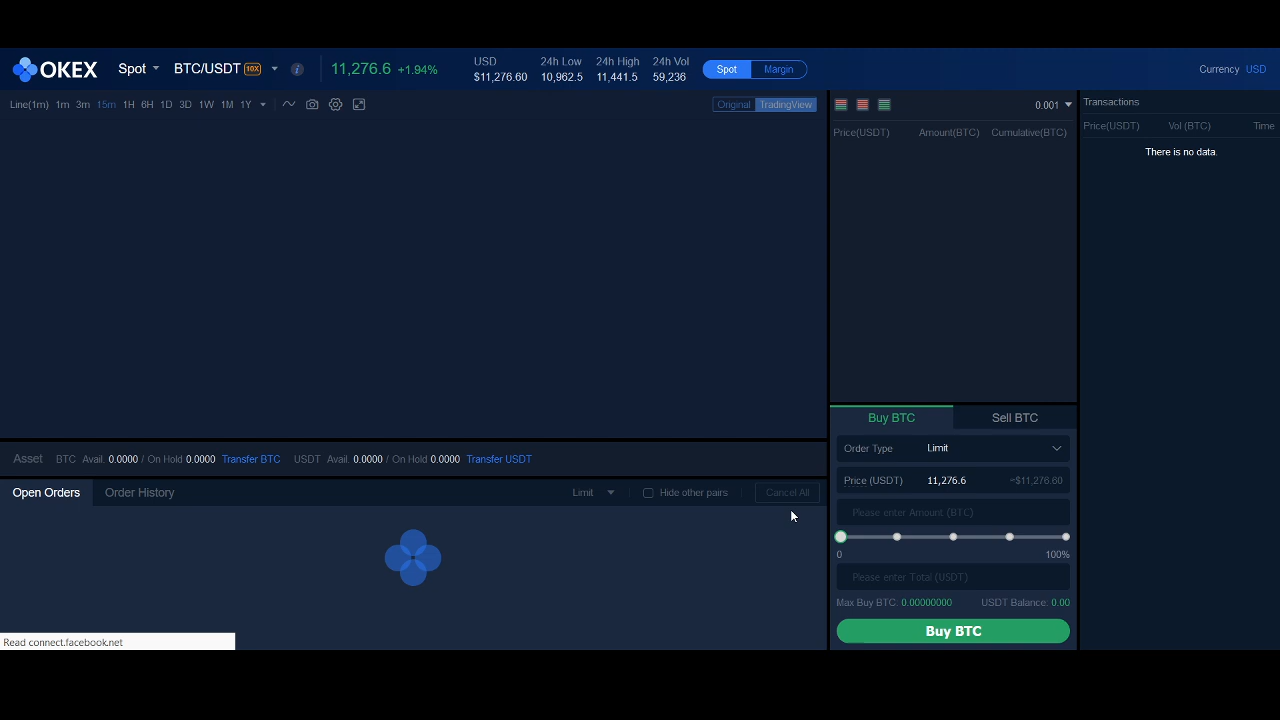 OKEX Spot BTC/USDT 10X i 11,276.6 +1.94%
USD 24h Low 24h High 24h Vol
$11,276.60 10,962.5 11,441.5 59,236
Spot Margin
Currency USD
Line(1m) 1m 3m 15m 1H 6H 1D 3D 1W 1M 1Y
Original TradingView
0.001
Price(USDT) Amount(BTC) Cumulative(BTC)
Transactions
Price(USDT) Vol (BTC) Time
There is no data.
Buy BTC Sell BTC
Order Type Limit
Price (USDT) 11,276.6 ≈$11,276.60
Please enter Amount (BTC)
0 100%
Please enter Total (USDT)
Max Buy BTC: 0.00000000 USDT Balance: 0.00
Buy BTC
Asset BTC Avail. 0.0000 / On Hold 0.0000 Transfer BTC USDT Avail. 0.0000 / On Hold 0.0000 Transfer USDT
Open Orders Order History Limit Hide other pairs Cancel All
Read connect.facebook.net